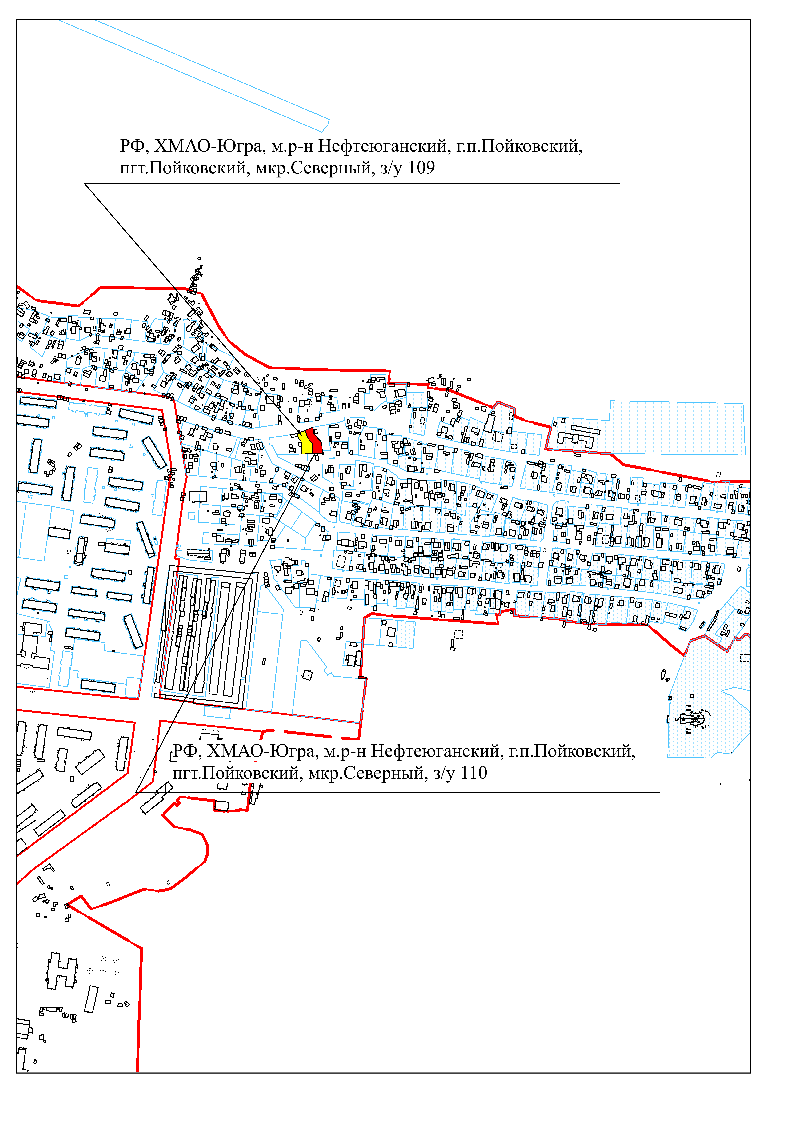 РФ, ХМАО-Югра, м.р-н Нефтеюганский, г.п.Пойковский,
пгт.Пойковский, мкр.Северный, з/у 109
РФ, ХМАО-Югра, м.р-н Нефтеюганский, г.п.Пойковский,
пгт.Пойковский, мкр.Северный, з/у 110